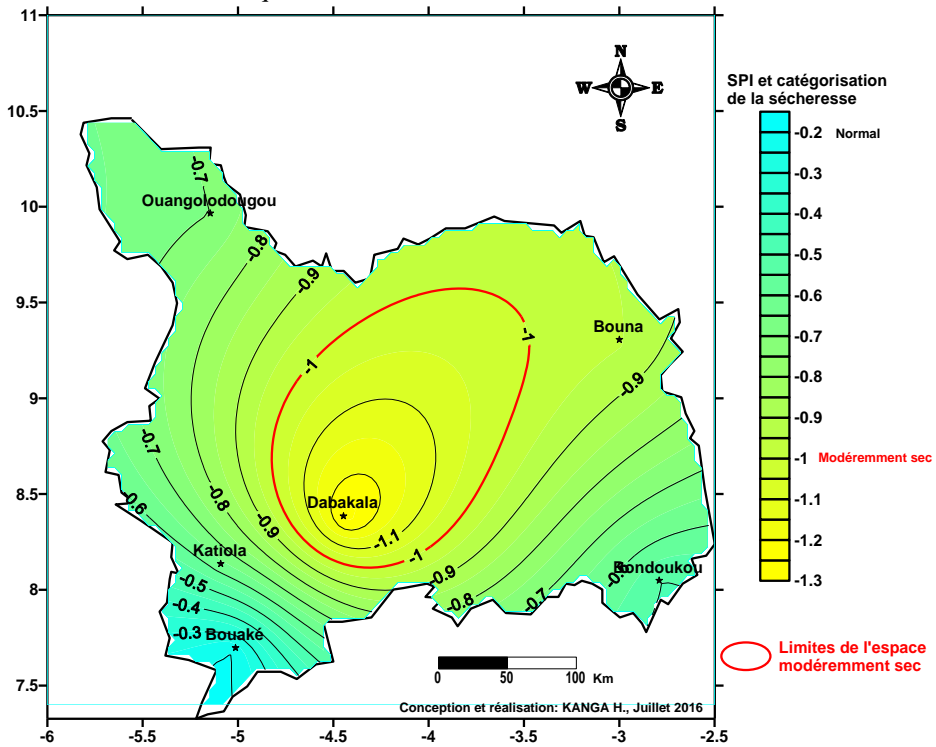 11
10.5
10
9.5
9
8.5
8
7.5
-6
-5.5
-5
-4.5
-4
-3.5
-3
-2.5
N
W E
S
-0.7
Ouangolodougou
-0.8
-0.9
-1
-1
Bouna
-0.9
-0.7
-0.8
-0.9
-0.6
Dabakala
-1.1
-1
Katiola
-0.5
-0.4
-0.3
Bouaké
-0.9
-0.8
-0.7
Bondoukou
0 50 100 Km
Conception et réalisation: KANGA H., Juillet 2016
SPI et catégorisation
de la sécheresse
-0.2 Normal
-0.3
-0.4
-0.5
-0.6
-0.7
-0.8
-0.9
-1 Modéremment sec
-1.1
-1.2
-1.3
Limites de l'espace
modéremment sec